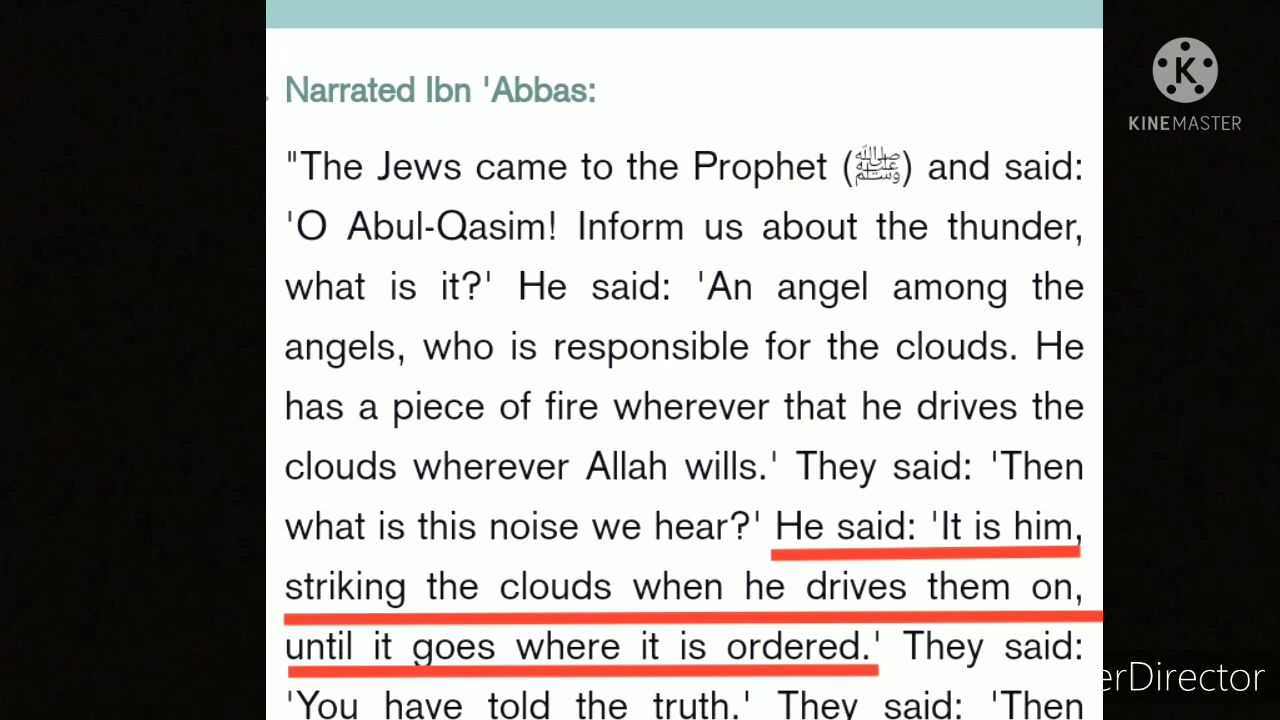 Narrated Ibn 'Abbas:
"The Jews came to the Prophet (ﷺ) and said:
'O Abul-Qasim! Inform us about the thunder,
what is it?' He said: 'An angel among the
angels, who is responsible for the clouds. He
has a piece of fire wherever that he drives the
clouds wherever Allah wills.' They said: 'Then
what is this noise we hear?' He said: 'It is him,
striking the clouds when he drives them on,
until it goes where it is ordered.' They said:
'You have told the truth.' They said: 'Then
K
KINEMASTER
erDirector